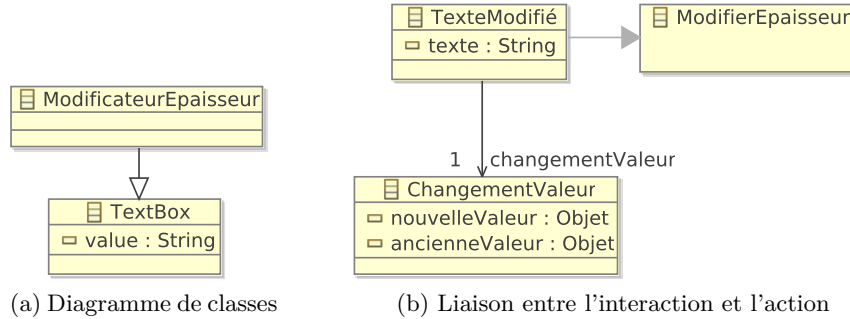 ModificateurEpaisseur
TextBox
value : String
(a) Diagramme de classes
TexteModifié
texte : String
ModifierEpaisseur
1 changementValeur
ChangementValeur
nouvelleValeur : Objet
ancienneValeur : Objet
(b) Liaison entre l'interaction et l'action